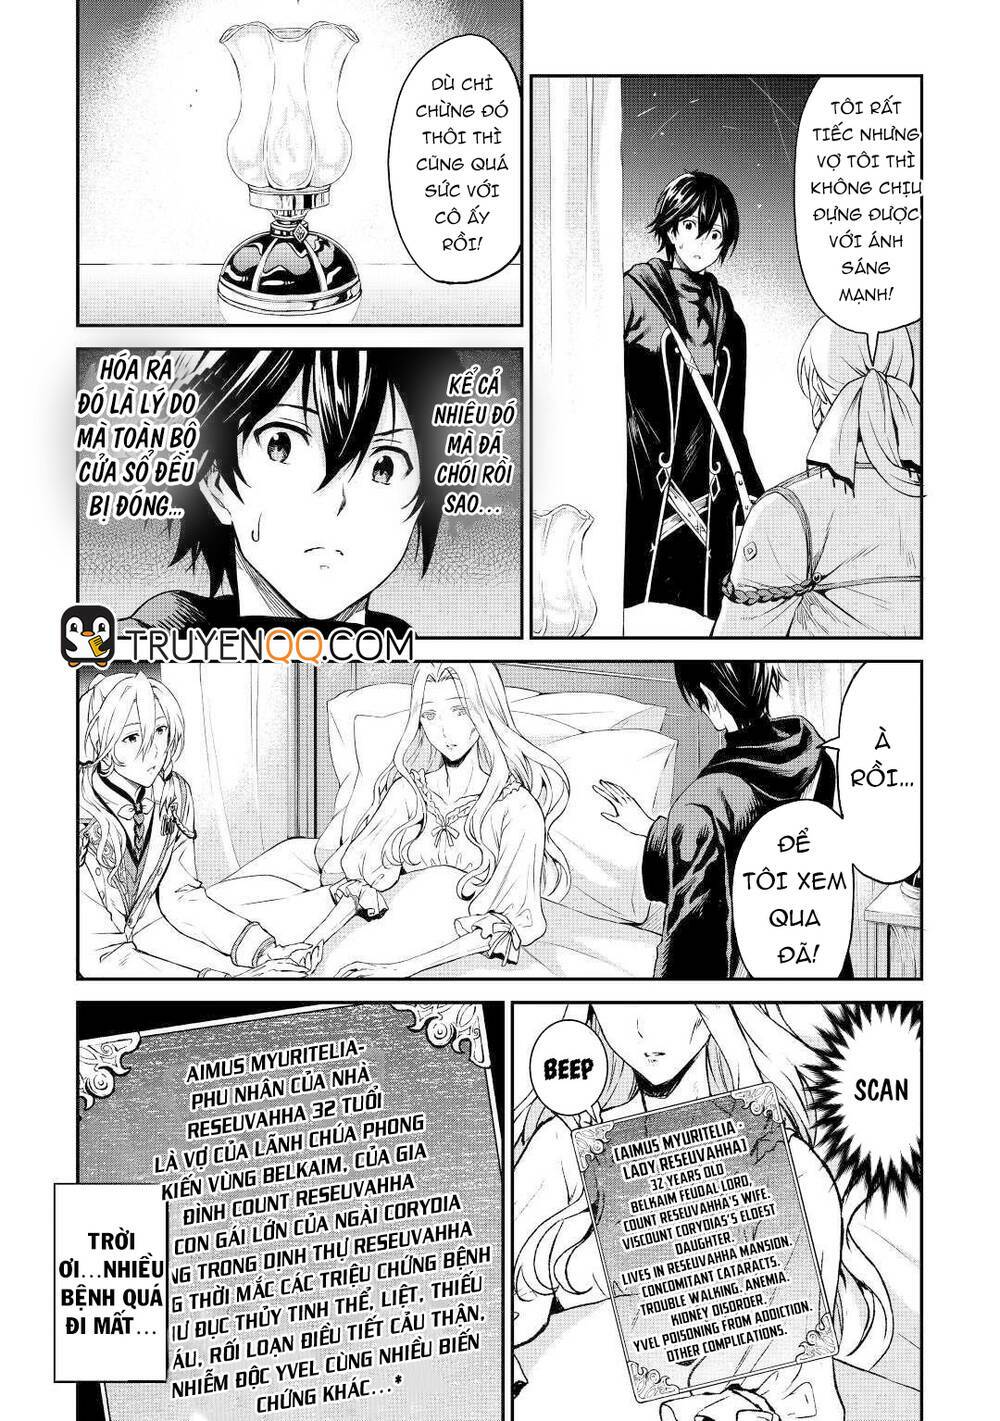 TÔI RẤT
TIẾC NHƯNG
VỢ TÔI THÌ
KHÔNG CHỊU
ĐỰNG ĐƯỢC
VỚI ÁNH
SÁNG
MẠNH!
DÙ CHỈ
CHỪNG ĐÓ
THÔI THÌ
CŨNG QUÁ
SỨC VỚI
CÔ ẤY
RỒI!
KỂ CẢ
NHIÊU ĐÓ
MÀ ĐÃ
CHÓI RỒI
SAO...
HÓA RA
ĐÓ LÀ LÝ DO
MÀ TOÀN BỘ
CỬA SỔ ĐỀU
BỊ ĐÓNG...
TRUYENQQ.COM
À
RỒI...
ĐỂ
TÔI XEM
QUA
ĐÃ!
SCAN
BEEP
[AIMUS MYURITELIA -
LADY RESEUVAHHA]
32 YEARS OLD
BELKAIM FEUDAL LORD,
COUNT RESEUVAHHA'S WIFE.
VISCOUNT CORYDIAS'S ELDEST
DAUGHTER.
LIVES IN RESEUVAHHA MANSION.
CONCOMITANT CATARACTS.
TROUBLE WALKING. ANEMIA.
KIDNEY DISORDER.
YVEL POISONING FROM ADDICTION.
OTHER COMPLICATIONS.
AIMUS MYURITELIA-
PHU NHÂN CỦA NHÀ
RESEUVAHHA 32 TUỔI
LÀ VỢ CỦA LÃNH CHÚA PHONG
KIẾN VÙNG BELKAIM, CỦA GIA
ĐÌNH COUNT RESEUVAHHA
CON GÁI LỚN CỦA NGÀI CORYDIA
NG TRONG DINH THỰ RESEUVAHHA
G THỜI MẮC CÁC TRIỆU CHỨNG BỆNH
HƯ ĐỤC THỦY TINH THỂ, LIỆT, THIẾU
ÁU, RỐI LOẠN ĐIỀU TIẾT CẦU THẬN,
NHIỄM ĐỘC YVEL CÙNG NHIỀU BIẾN
CHỨNG KHÁC...*
TRỜI
ƠI...NHIỀU
BỆNH QUÁ
ĐI MẤT...